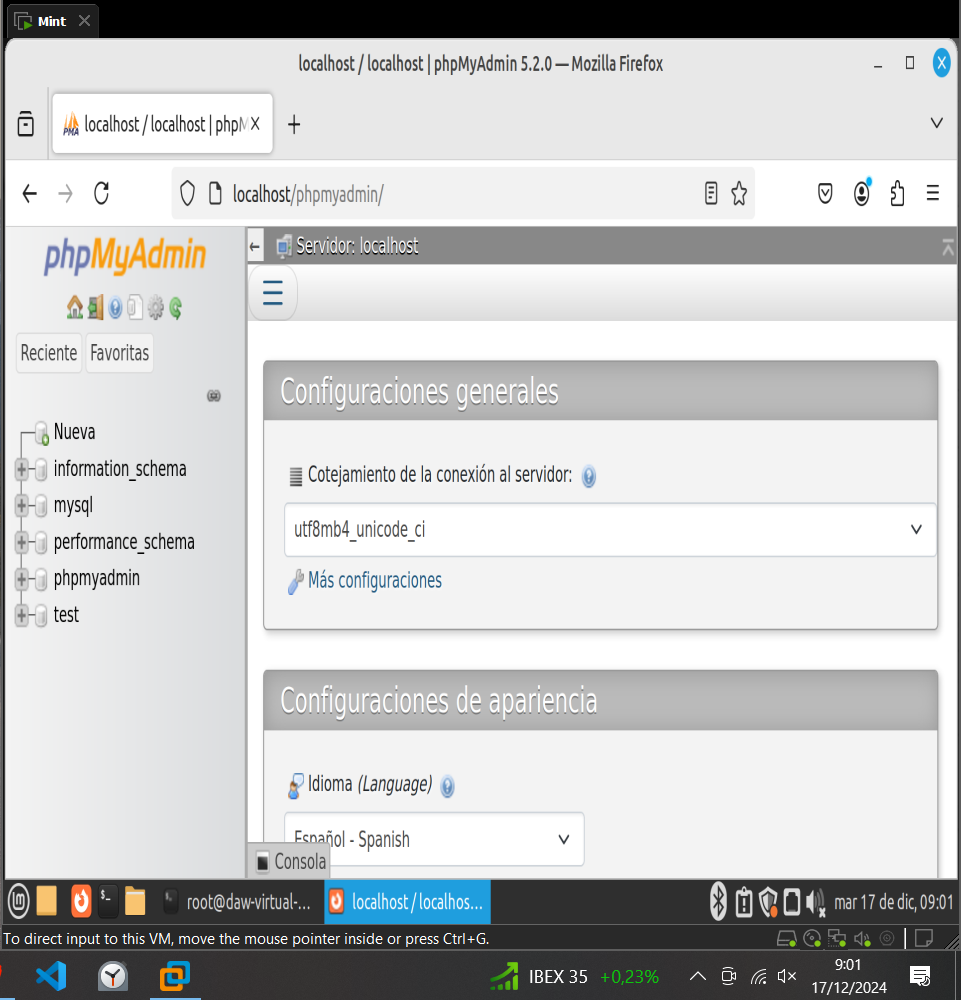 Mint
localhost / localhost | phpMyAdmin 5.2.0 — Mozilla Firefox
PMA
localhost / localhost | phpM
localhost/phpmyadmin/
phpMyAdmin
Servidor: localhost
Reciente
Favoritas
Nueva
information_schema
mysql
performance_schema
phpmyadmin
test
Configuraciones generales
Cotejamiento de la conexión al servidor:
utf8mb4_unicode_ci
Más configuraciones
Configuraciones de apariencia
Idioma (Language)
Español - Spanish
Consola
root@daw-virtual-...
localhost / localhos...
mar 17 de dic, 09:01
To direct input to this VM, move the mouse pointer inside or press Ctrl+G.
IBEX 35 +0,23%
9:01
17/12/2024